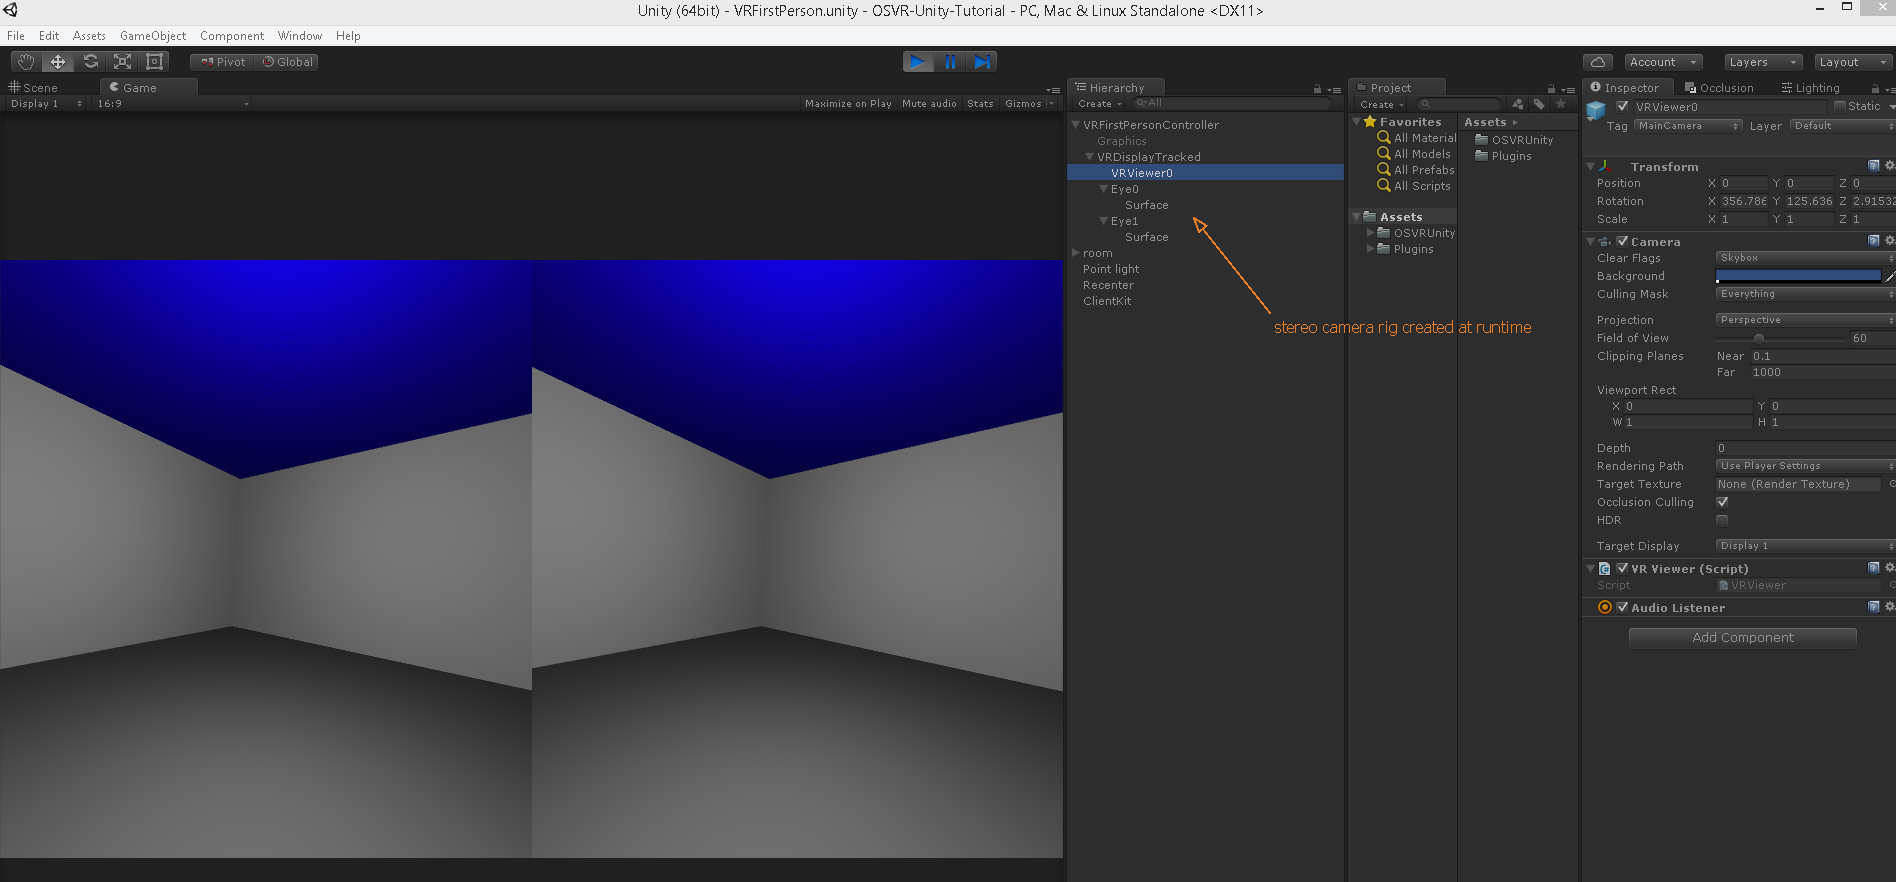 Unity (64bit) - VRFirstPerson.unity - OSVR-Unity-Tutorial - PC, Mac & Linux Standalone <DX11>
File Edit Assets GameObject Component Window Help
Pivot Global Account Layers Layout
Scene Game
Display 1 16:9 Maximize on Play Mute audio Stats Gizmos
Hierarchy
Create All
VRFirstPersonController
Graphics
VRDisplayTracked
VRViewer0
Eye0
Surface
Eye1
Surface
room
Point light
Recenter
ClientKit
stereo camera rig created at runtime
Project
Create
Favorites
All Material
All Models
All Prefabs
All Scripts
Assets
OSVRUnity
Plugins
Assets
OSVRUnity
Plugins
Inspector Occlusion Lighting
VRViewer0 Static
Tag MainCamera Layer Default
Transform
Position X 0 Y 0 Z 0
Rotation X 356.786 Y 125.636 Z 2.91532
Scale X 1 Y 1 Z 1
Camera
Clear Flags Skybox
Background
Culling Mask Everything
Projection Perspective
Field of View 60
Clipping Planes Near 0.1
Far 1000
Viewport Rect
X 0 Y 0
W 1 H 1
Depth 0
Rendering Path Use Player Settings
Target Texture None (Render Texture)
Occlusion Culling
HDR
Target Display Display 1
VR Viewer (Script)
Script VRViewer
Audio Listener
Add Component